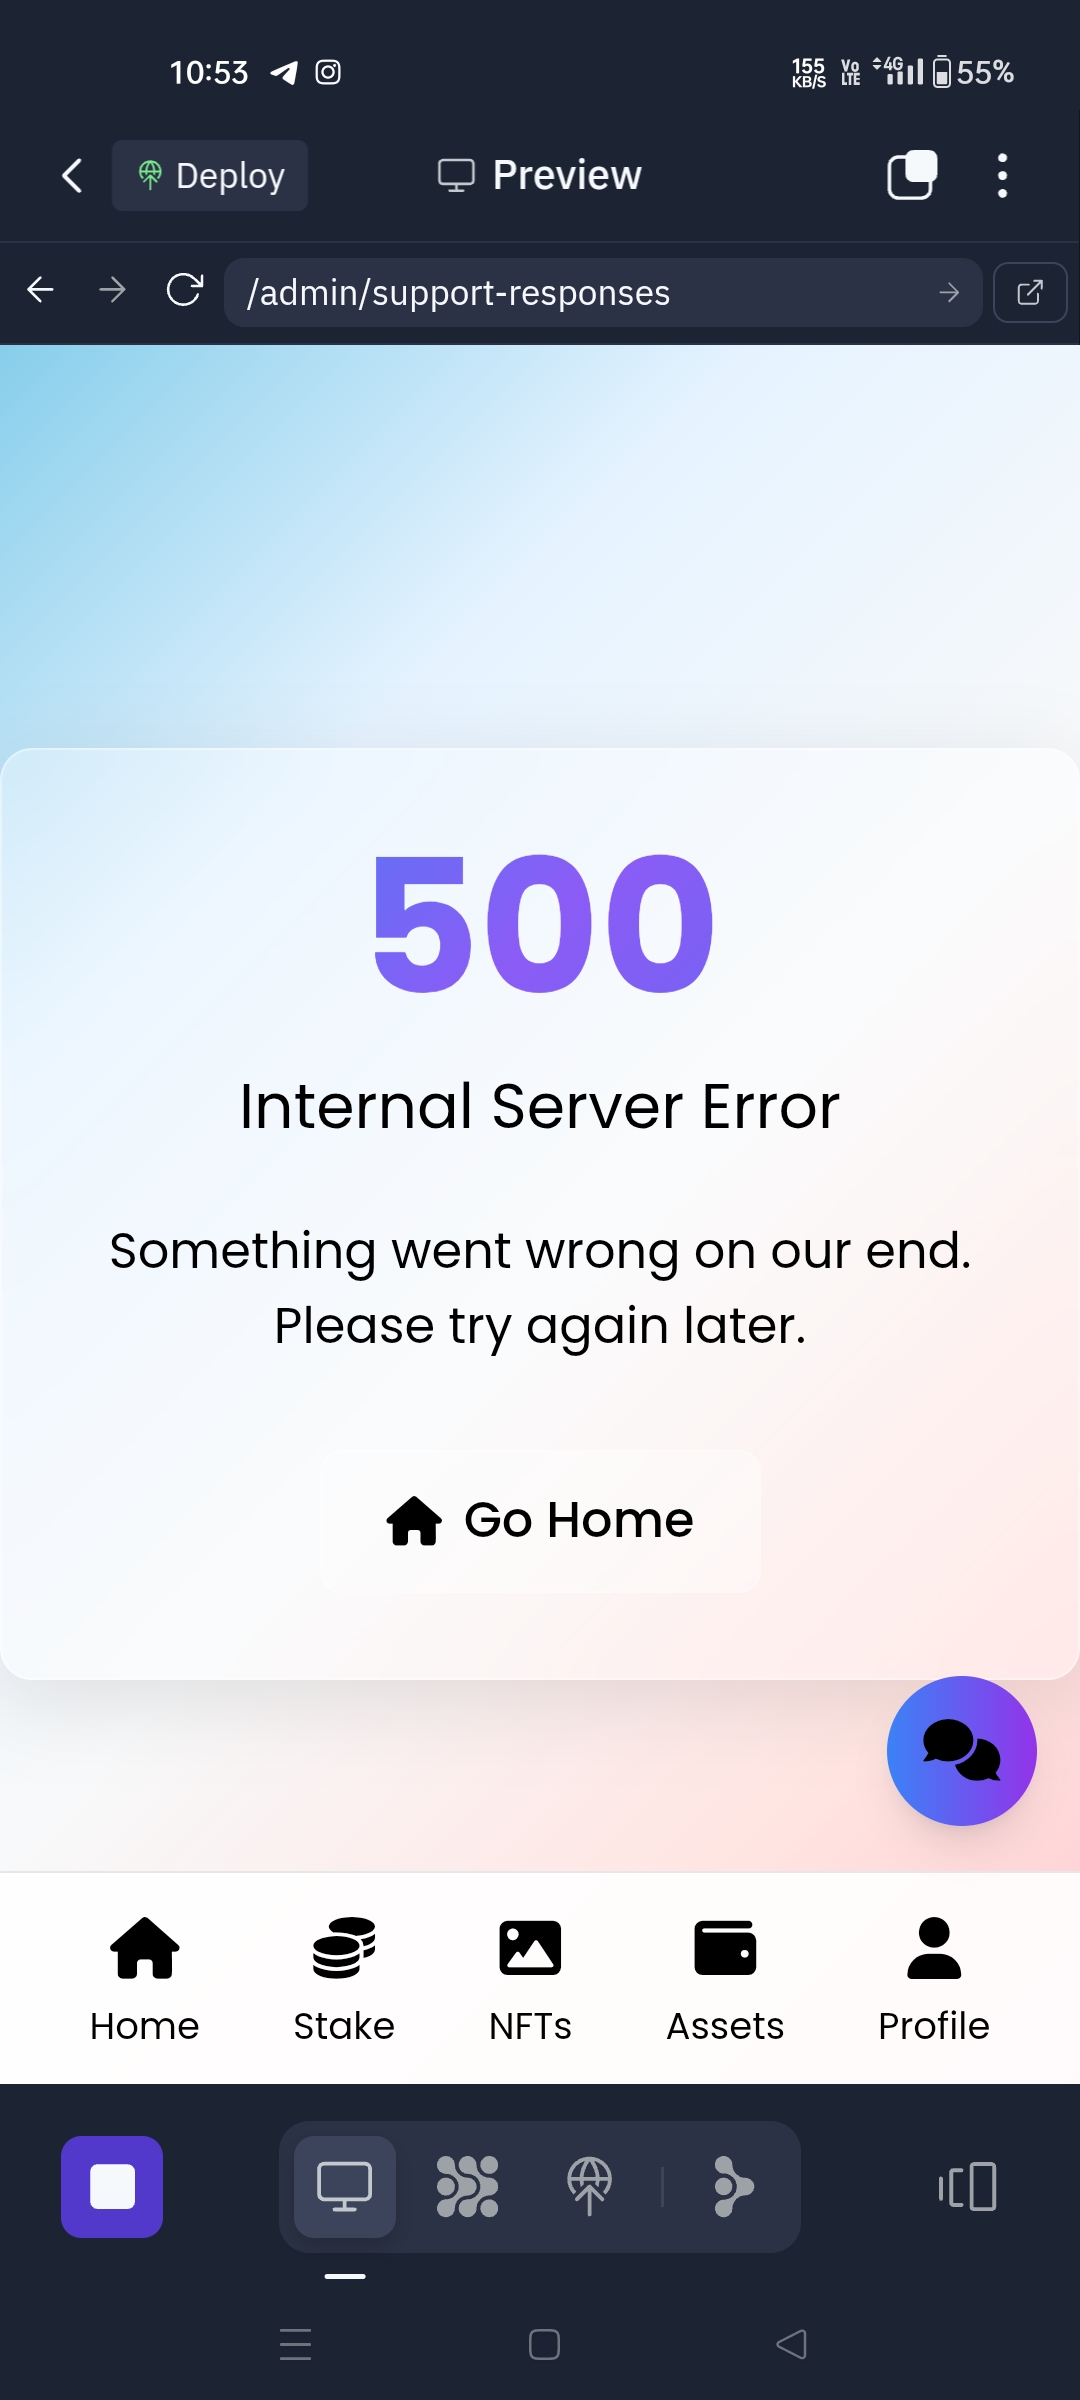 10:53
155 KB/S Vo LTE 4G 55%
Deploy
Preview
/admin/support-responses
500
Internal Server Error
Something went wrong on our end.
Please try again later.
Go Home
Home Stake NFTs Assets Profile